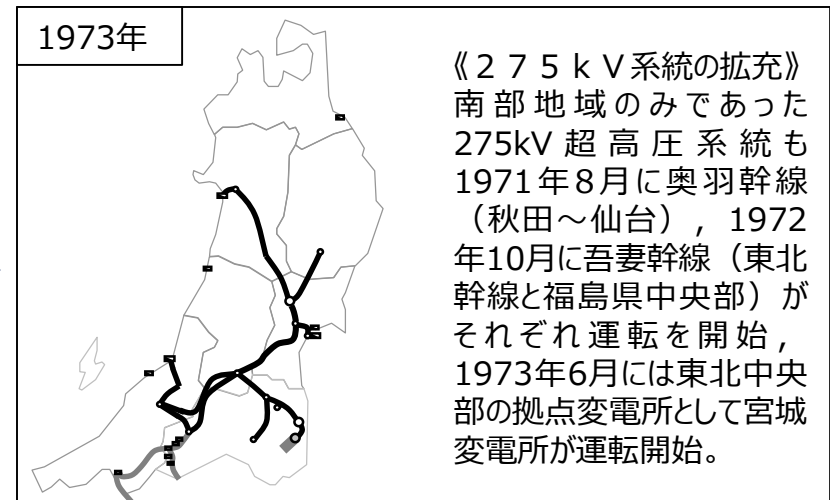 1973年
《２７５ｋＶ系統の拡充》
南部地域のみであった
275kV超高圧系統も
1971年8月に奥羽幹線
（秋田～仙台），1972
年10月に吾妻幹線（東北
幹線と福島県中央部）が
それぞれ運転を開始，
1973年6月には東北中央
部の拠点変電所として宮城
変電所が運転開始。